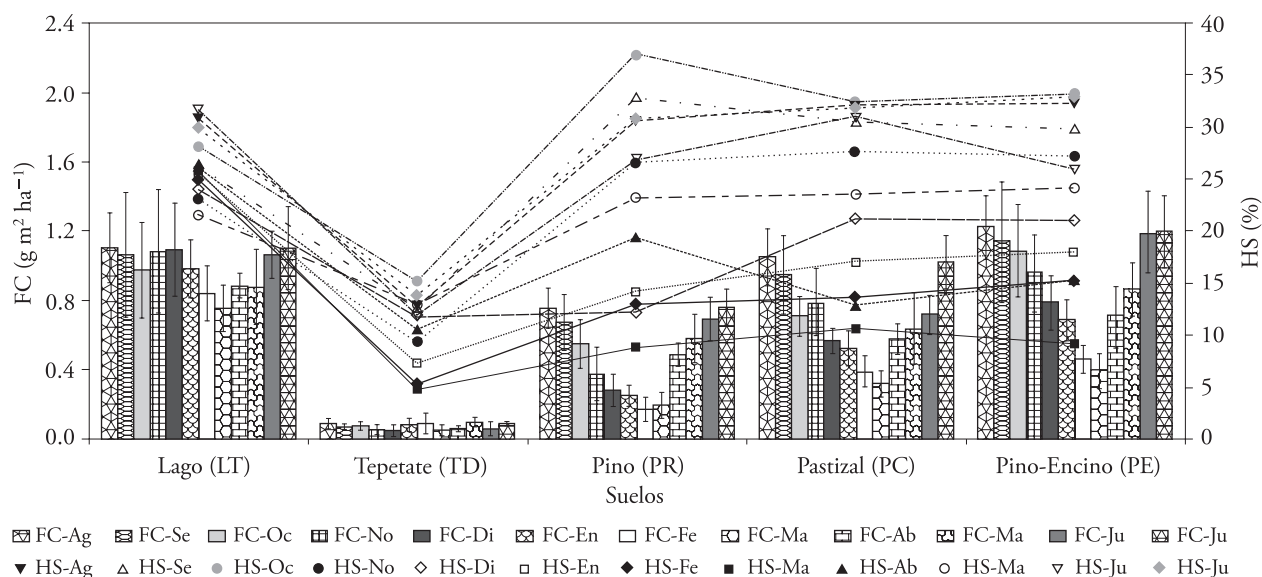 2.4
2.0
1.6
1.2
0.8
0.4
0.0
FC (g m² ha⁻¹)
40
35
30
25
20
15
10
5
0
HS (%)
Lago (LT) Tepetate (TD) Pino (PR) Pastizal (PC) Pino-Encino (PE)
Suelos
FC-Ag FC-Se FC-Oc FC-No FC-Di FC-En FC-Fe FC-Ma FC-Ab FC-Ma FC-Ju FC-Ju
HS-Ag HS-Se HS-Oc HS-No HS-Di HS-En HS-Fe HS-Ma HS-Ab HS-Ma HS-Ju HS-Ju